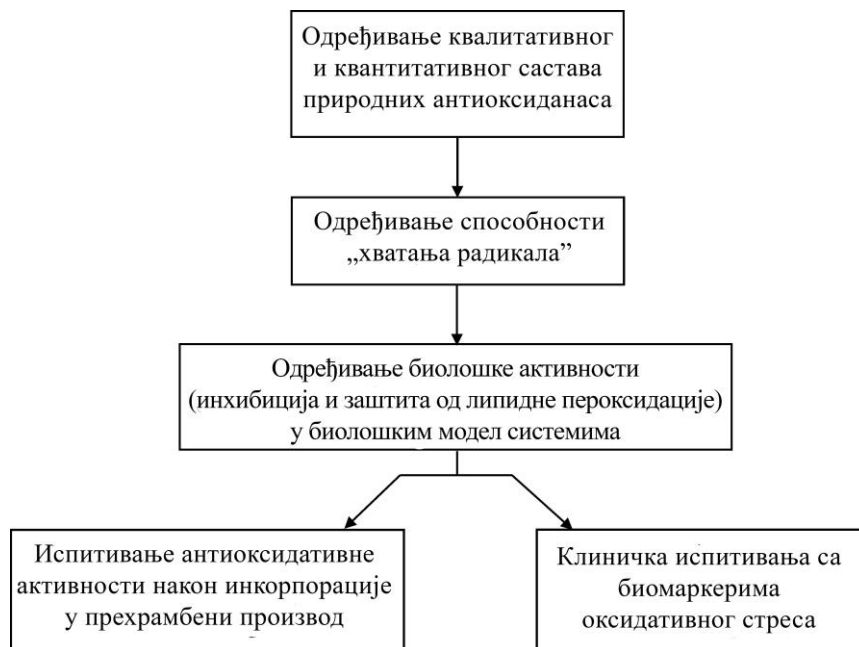 Одређивање квалитативног
и квантитативног састава
природних антиоксиданаса
Одређивање способности
„хватања радикала”
Одређивање биолошке активности
(инхибиција и заштита од липидне пероксидације)
у биолошким модел системима
Испитивање антиоксидативне
активности након инкорпорације
у прехрамбени производ
Клиничка испитивања са
биомаркерима
оксидативног стреса